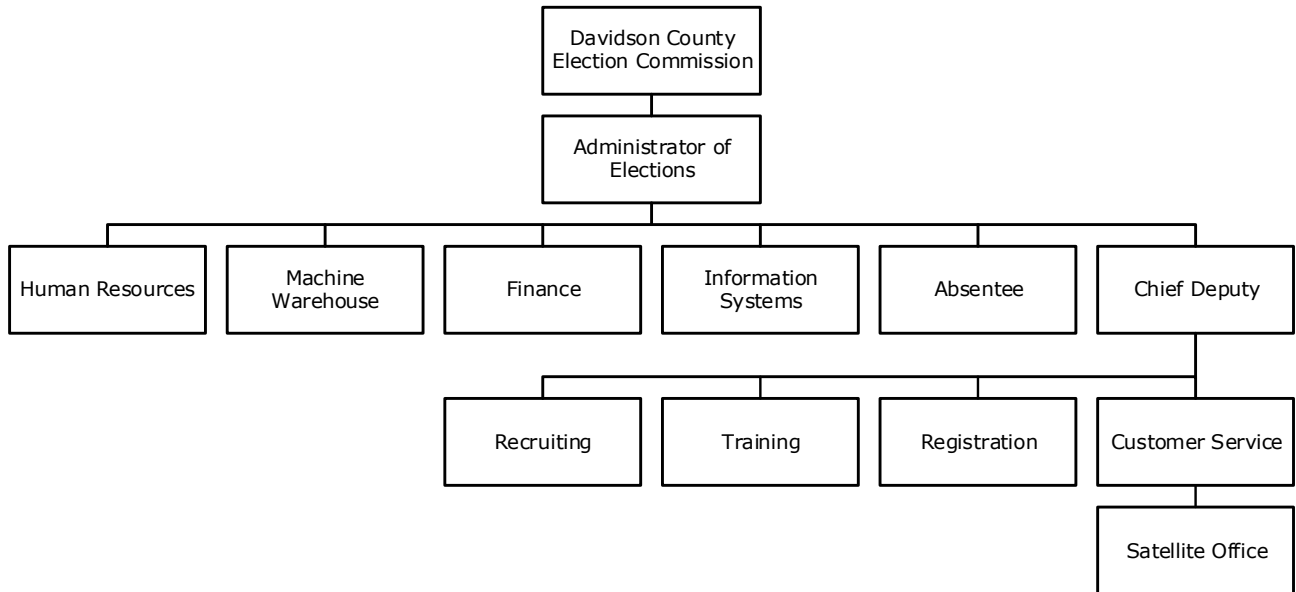 Davidson County
Election Commission
Administrator of
Elections
Human Resources
Machine
Warehouse
Finance
Information
Systems
Absentee
Chief Deputy
Recruiting
Training
Registration
Customer Service
Satellite Office